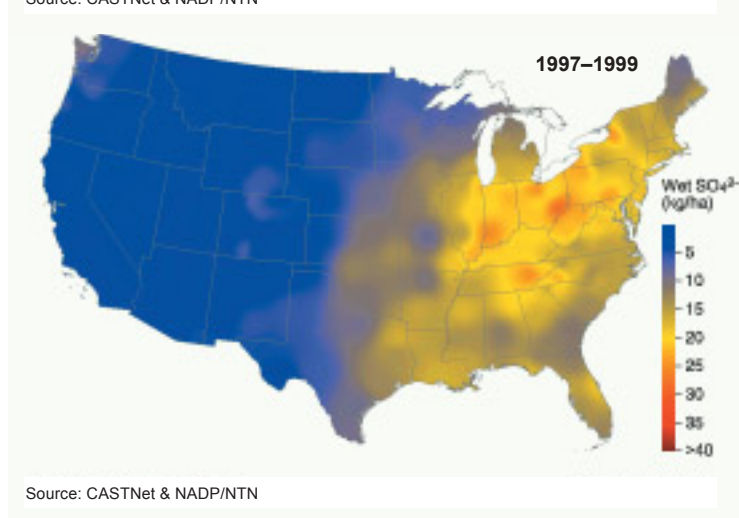 Source: CASTNet & NADP/NTN
1997–1999
Wet SO₄²⁻
(kg/ha)
5
10
15
20
25
30
35
>40
Source: CASTNet & NADP/NTN